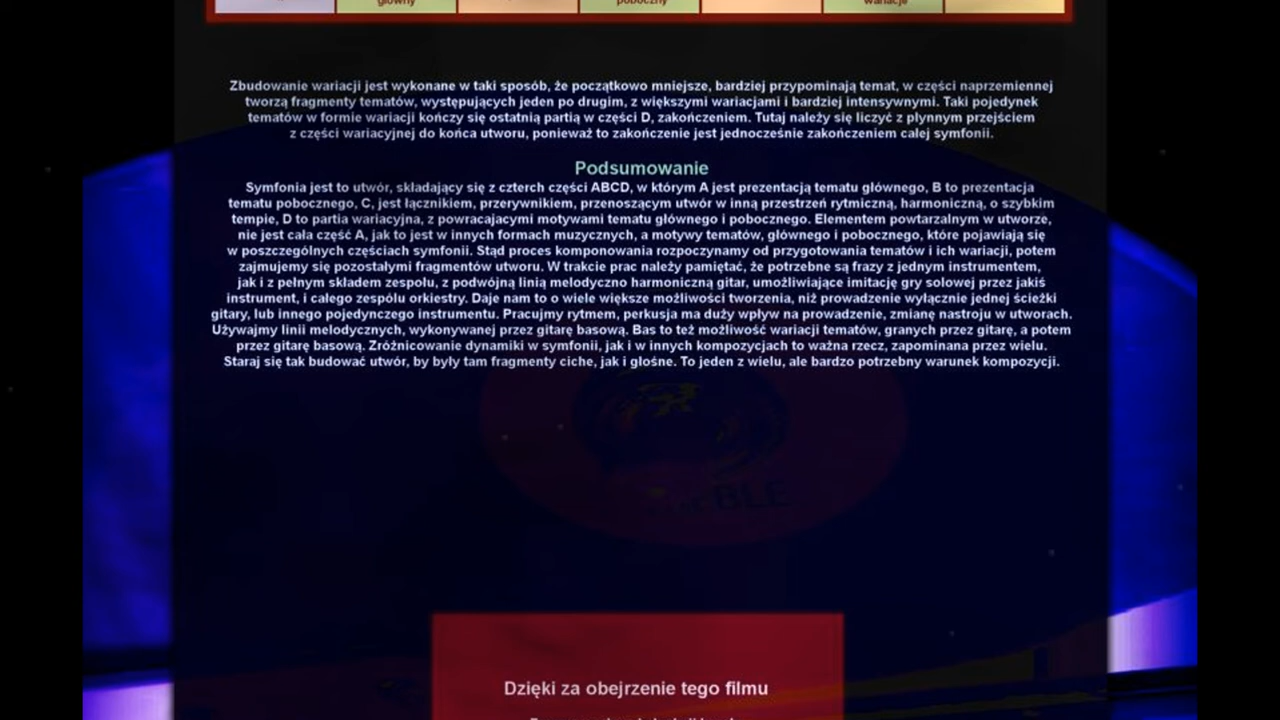 główny
poboczny
wariacje
Zbudowanie wariacji jest wykonane w taki sposób, że początkowo mniejsze, bardziej przypominają temat, w części naprzemiennej
tworzą fragmenty tematów, występujących jeden po drugim, z większymi wariacjami i bardziej intensywnymi. Taki pojedynek
tematów w formie wariacji kończy się ostatnią partią w części D, zakończeniem. Tutaj należy się liczyć z płynnym przejściem
z części wariacyjnej do końca utworu, ponieważ to zakończenie jest jednocześnie zakończeniem całej symfonii.
Podsumowanie
Symfonia jest to utwór, składający się z czterch części ABCD, w którym A jest prezentacją tematu głównego, B to prezentacja
tematu pobocznego, C, jest łącznikiem, przerywnikiem, przenoszącym utwór w inną przestrzeń rytmiczną, harmoniczną, o szybkim
tempie, D to partia wariacyjna, z powracajacymi motywami tematu głównego i pobocznego. Elementem powtarzalnym w utworze,
nie jest cała część A, jak to jest w innych formach muzycznych, a motywy tematów, głównego i pobocznego, które pojawiają się
w poszczególnych częściach symfonii. Stąd proces komponowania rozpoczynamy od przygotowania tematów i ich wariacji, potem
zajmujemy się pozostałymi fragmentów utworu. W trakcie prac należy pamiętać, że potrzebne są frazy z jednym instrumentem,
jak i z pełnym składem zespołu, z podwójną linią melodyczno harmoniczną gitar, umożliwiające imitację gry solowej przez jakiś
instrument, i całego zespółu orkiestry. Daje nam to o wiele większe możliwości tworzenia, niż prowadzenie wyłącznie jednej ścieżki
gitary, lub innego pojedynczego instrumentu. Pracujmy rytmem, perkusja ma duży wpływ na prowadzenie, zmianę nastroju w utworach.
Używajmy linii melodycznych, wykonywanej przez gitarę basową. Bas to też możliwość wariacji tematów, granych przez gitarę, a potem
przez gitarę basową. Zróżnicowanie dynamiki w symfonii, jak i w innych kompozycjach to ważna rzecz, zapominana przez wielu.
Staraj się tak budować utwór, by były tam fragmenty ciche, jak i głośne. To jeden z wielu, ale bardzo potrzebny warunek kompozycji.
Dzięki za obejrzenie tego filmu